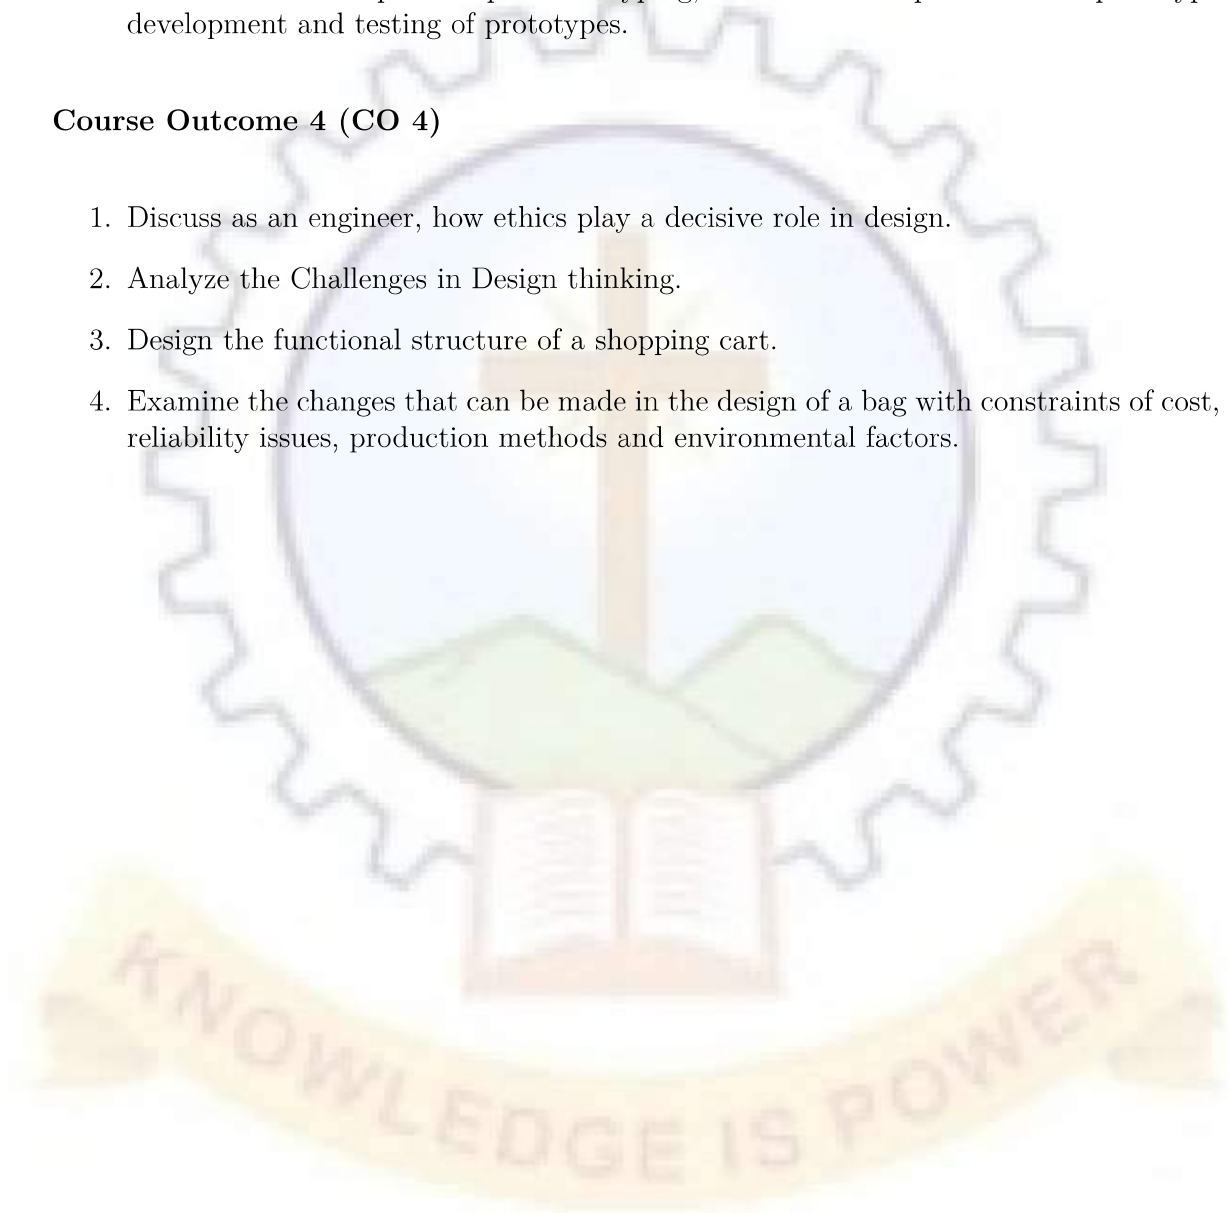 development and testing of prototypes.
Course Outcome 4 (CO 4)
1. Discuss as an engineer, how ethics play a decisive role in design.
2. Analyze the Challenges in Design thinking.
3. Design the functional structure of a shopping cart.
4. Examine the changes that can be made in the design of a bag with constraints of cost,
reliability issues, production methods and environmental factors.
KNOWLEDGE IS POWER